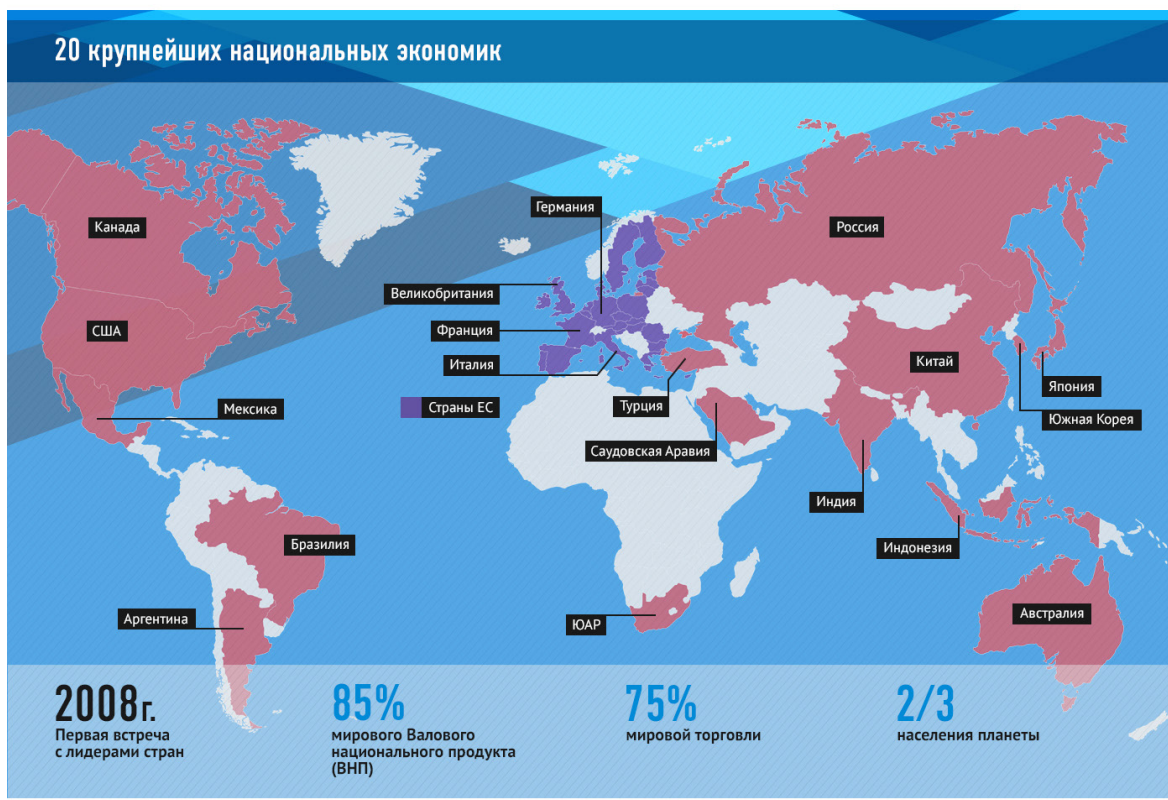 20 крупнейших национальных экономик
Германия
Канада
Россия
Великобритания
Франция
США
Италия
Китай
Япония
Мексика
Страны ЕС
Турция
Южная Корея
Саудовская Аравия
Индия
Бразилия
Индонезия
Аргентина
ЮАР
Австралия
2008г.
Первая встреча
с лидерами стран
85%
мирового Валового
национального продукта
(ВНП)
75%
мировой торговли
2/3
населения планеты